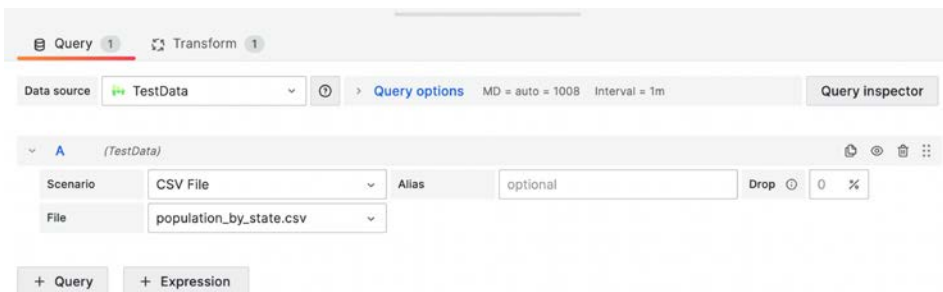 Query 1 Transform 1
Data source TestData Query options MD = auto = 1008 Interval = 1m Query inspector
A (TestData)
Scenario CSV File Alias optional Drop 0 %
File population_by_state.csv
+ Query + Expression